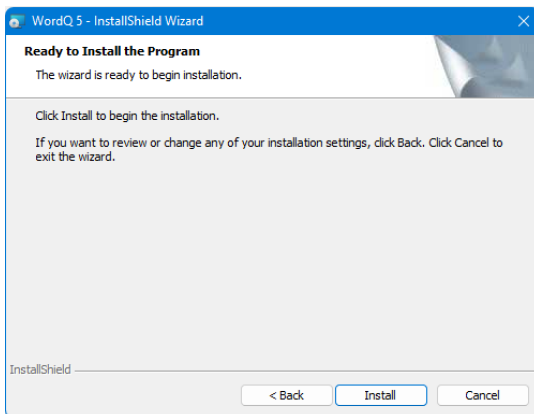 WordQ 5 - InstallShield Wizard
Ready to Install the Program
The wizard is ready to begin installation.
Click Install to begin the installation.
If you want to review or change any of your installation settings, click Back. Click Cancel to
exit the wizard.
InstallShield
< Back Install Cancel